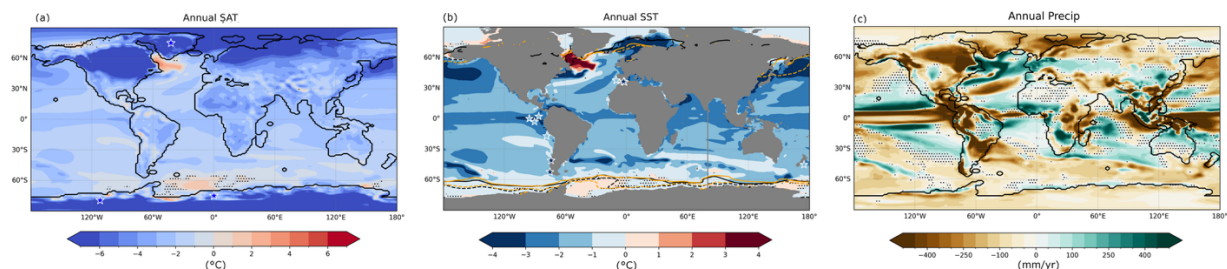 (a) Annual SAT
60°N
30°N
0°
30°S
60°S
120°W 60°W 0° 60°E 120°E 180°
−6 −4 −2 0 2 4 6
(°C)
(b) Annual SST
60°N
30°N
0°
30°S
60°S
120°W 60°W 0° 60°E 120°E 180°
−4 −3 −2 −1 0 1 2 3 4
(°C)
(c) Annual Precip
60°N
30°N
0°
30°S
60°S
120°W 60°W 0° 60°E 120°E 180°
−400 −250 −100 0 100 250 400
(mm/yr)